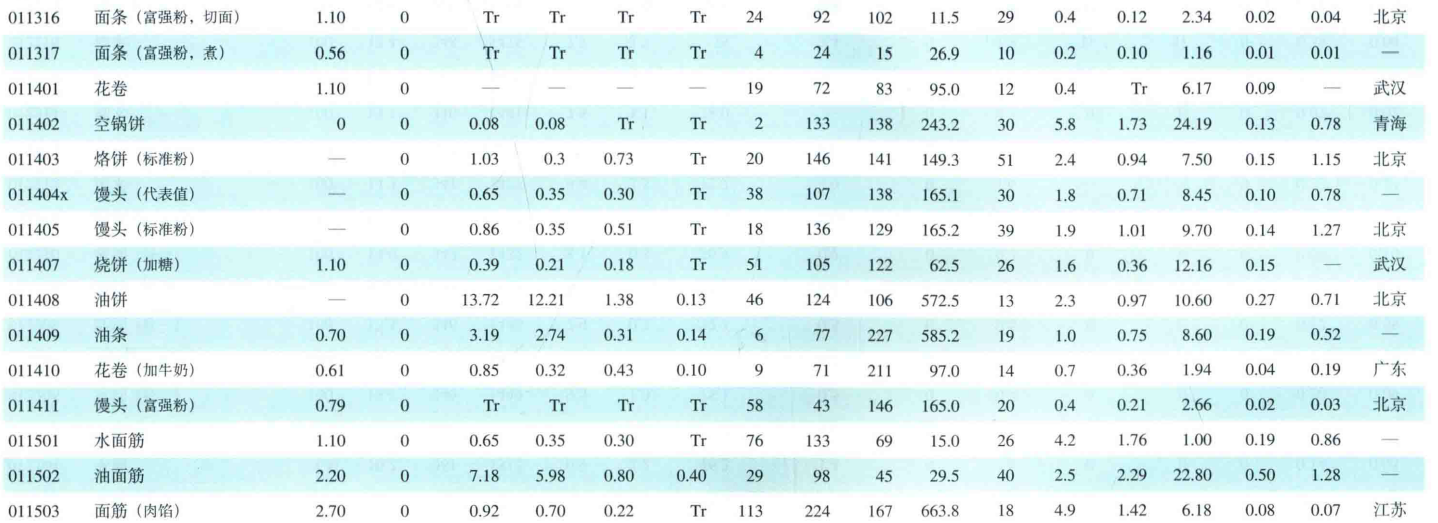 011316 面条（富强粉，切面） 1.10 0 Tr Tr Tr Tr 24 92 102 11.5 29 0.4 0.12 2.34 0.02 0.04 北京
011317 面条（富强粉，煮） 0.56 0 Tr Tr Tr Tr 4 24 15 26.9 10 0.2 0.10 1.16 0.01 0.01 —
011401 花卷 1.10 0 — — — — 19 72 83 95.0 12 0.4 Tr 6.17 0.09 — 武汉
011402 空锅饼 0 0 0.08 0.08 Tr Tr 2 133 138 243.2 30 5.8 1.73 24.19 0.13 1.78 青海
011403 烙饼（标准粉） — 0 1.03 0.3 0.73 Tr 20 146 141 149.3 51 2.4 0.94 7.50 0.15 1.15 北京
011404x 馒头（代表值） — 0 0.65 0.35 0.30 Tr 38 107 138 165.1 30 1.8 0.71 8.45 0.10 0.78 —
011405 馒头（标准粉） — 0 0.86 0.35 0.51 Tr 18 136 129 165.2 39 1.9 1.01 9.70 0.14 1.27 北京
011407 烧饼（加糖） 1.10 0 0.39 0.21 0.18 Tr 51 105 122 62.5 26 1.6 0.36 12.16 0.15 — 武汉
011408 油饼 — 0 13.72 12.21 1.38 0.13 46 124 106 572.5 13 2.3 0.97 10.60 0.27 0.71 北京
011409 油条 0.70 0 3.19 2.74 0.31 0.14 6 77 227 585.2 19 1.0 0.75 8.60 0.19 0.52 —
011410 花卷（加牛奶） 0.61 0 0.85 0.32 0.43 0.10 9 71 211 97.0 14 0.7 0.36 1.94 0.04 0.19 广东
011411 馒头（富强粉） 0.79 0 Tr Tr Tr Tr 58 43 146 165.0 20 0.4 0.21 2.66 0.02 0.03 北京
011501 水面筋 1.10 0 0.65 0.35 0.30 Tr 76 133 69 15.0 26 4.2 1.76 1.00 0.19 0.86 —
011502 油面筋 2.20 0 7.18 5.98 0.80 0.40 29 98 45 29.5 40 2.5 2.29 22.80 0.50 1.28 —
011503 面筋（肉馅） 2.70 0 0.92 0.70 0.22 Tr 113 224 167 663.8 18 4.9 1.42 6.18 0.08 0.07 江苏